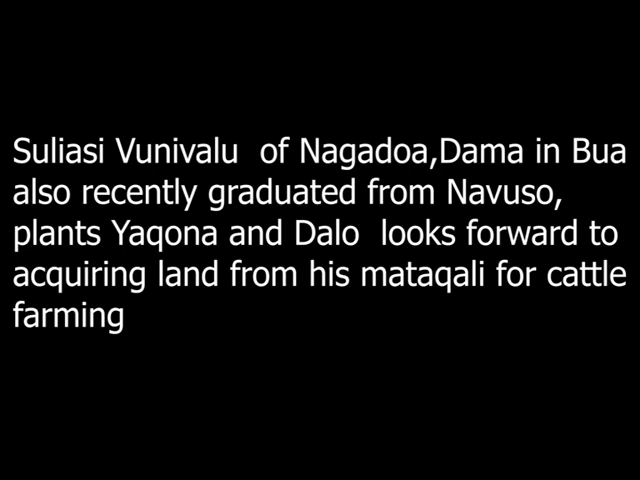 Suliasi Vunivalu  of Nagadoa,Dama in Bua
also recently graduated from Navuso,
plants Yaqona and Dalo  looks forward to
acquiring land from his mataqali for cattle
farming